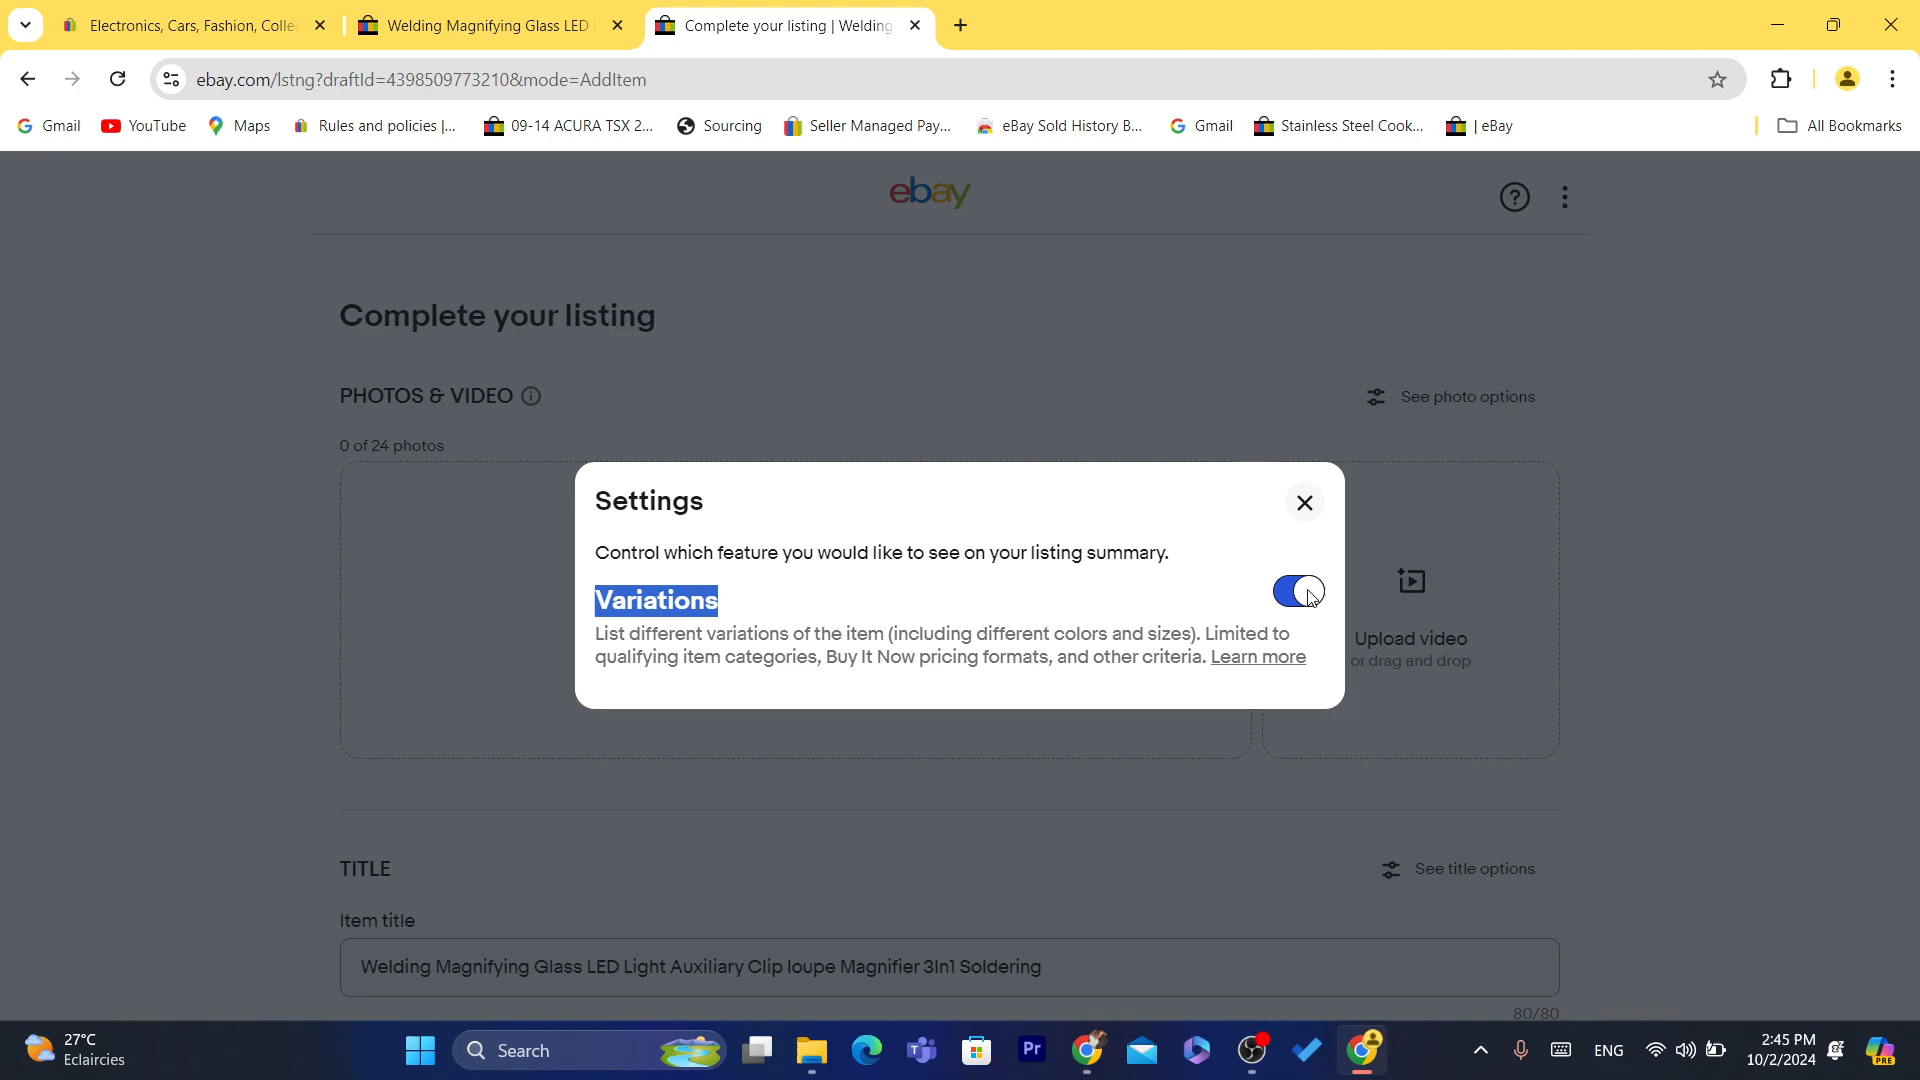 Electronics, Cars, Fashion, Colle
Welding Magnifying Glass LED
Complete your listing | Welding
ebay.com/lstng?draftId=4398509773210&mode=AddItem
Gmail
YouTube
Maps
Rules and policies |...
09-14 ACURA TSX 2...
Sourcing
Seller Managed Pay...
eBay Sold History B...
Gmail
Stainless Steel Cook...
| eBay
All Bookmarks
ebay
Complete your listing
PHOTOS & VIDEO
See photo options
0 of 24 photos
Settings
Control which feature you would like to see on your listing summary.
Variations
List different variations of the item (including different colors and sizes). Limited to
qualifying item categories, Buy It Now pricing formats, and other criteria. Learn more
Upload video
or drag and drop
TITLE
See title options
Item title
Welding Magnifying Glass LED Light Auxiliary Clip loupe Magnifier 3In1 Soldering
80/80
27°C
Eclaircies
Search
Pr
ENG
2:45 PM
10/2/2024
PRE